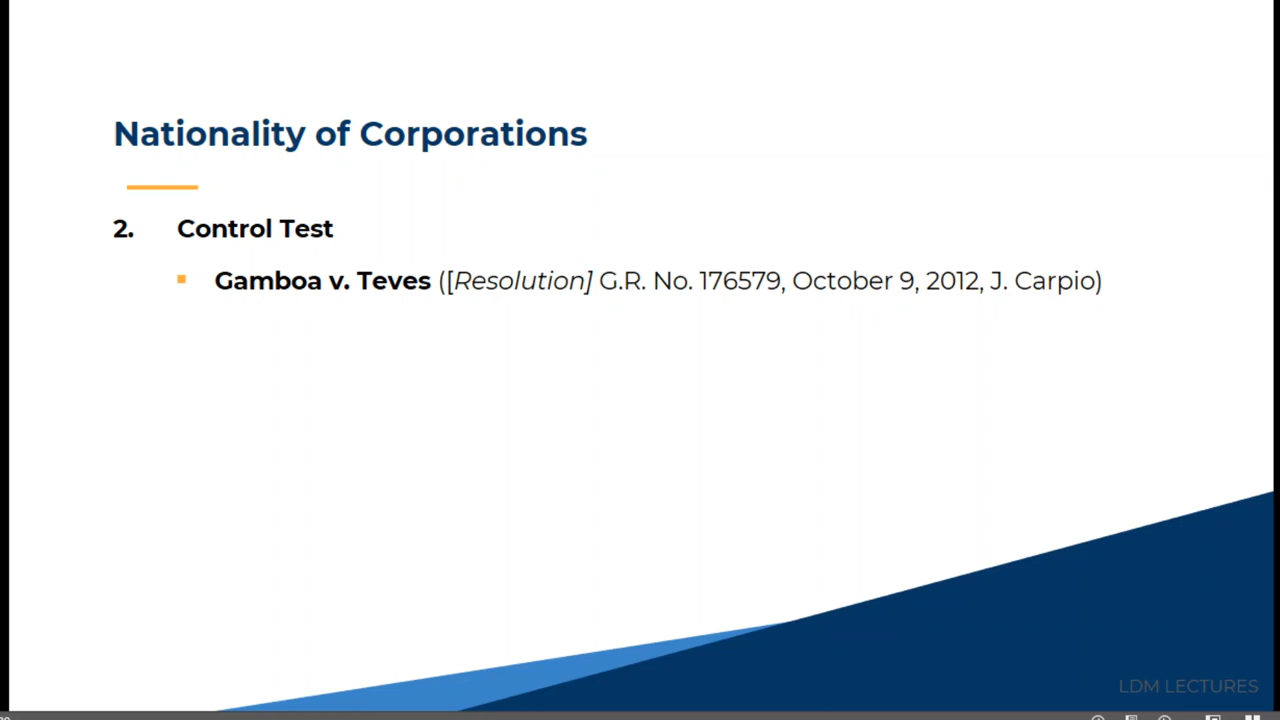 Nationality of Corporations
2. Control Test
▪ Gamboa v. Teves ([Resolution] G.R. No. 176579, October 9, 2012, J. Carpio)
LDM LECTURES